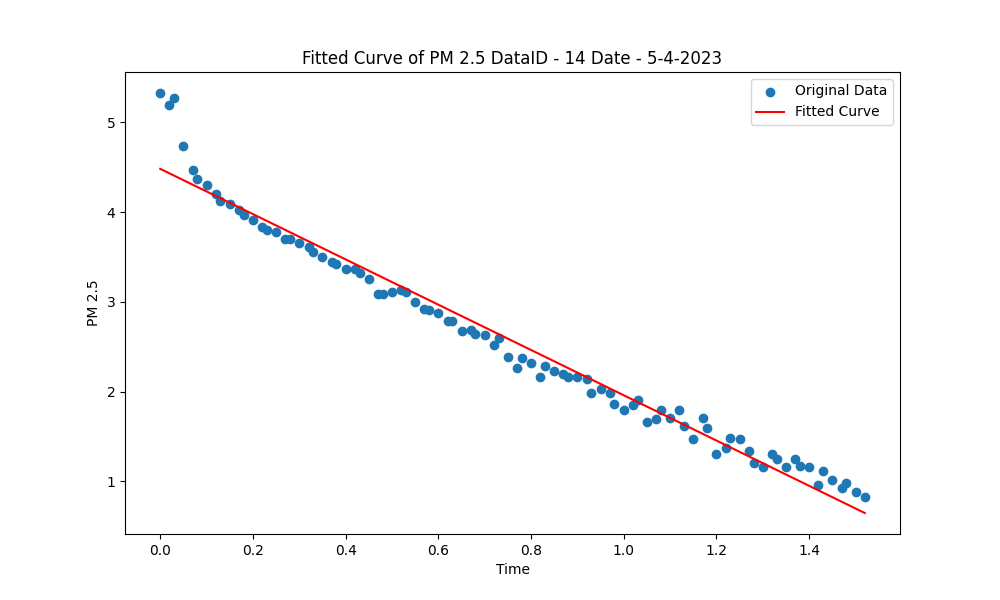 Fitted Curve of PM 2.5 DataID - 14 Date - 5-4-2023
Original Data
Fitted Curve
5
4
3
2
1
PM 2.5
0.0 0.2 0.4 0.6 0.8 1.0 1.2 1.4
Time